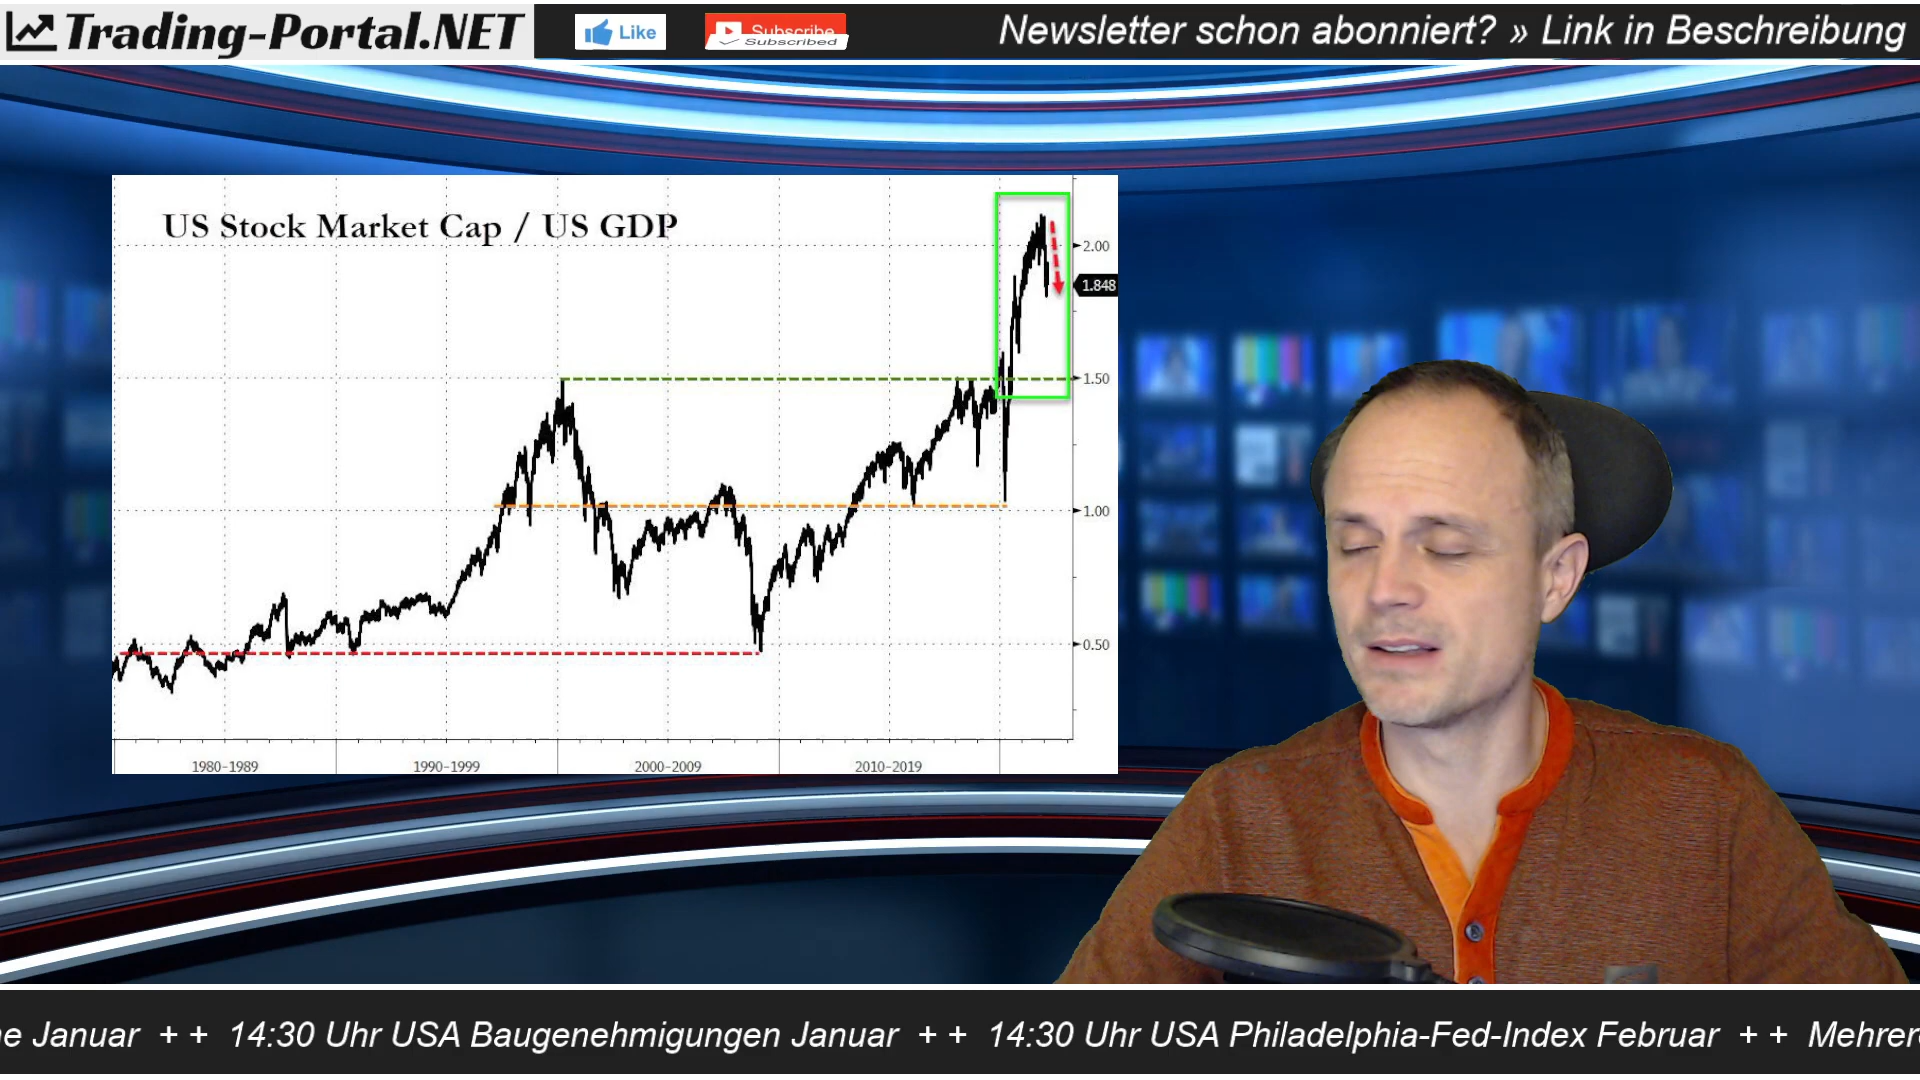 Trading-Portal.NET
Like
Subscribe
Subscribed
Newsletter schon abonniert? » Link in Beschreibung
US Stock Market Cap / US GDP
2.00
1.848
1.50
1.00
0.50
1980-1989 1990-1999 2000-2009 2010-2019
Januar ++ 14:30 Uhr USA Baugenehmigungen Januar ++ 14:30 Uhr USA Philadelphia-Fed-Index Februar ++